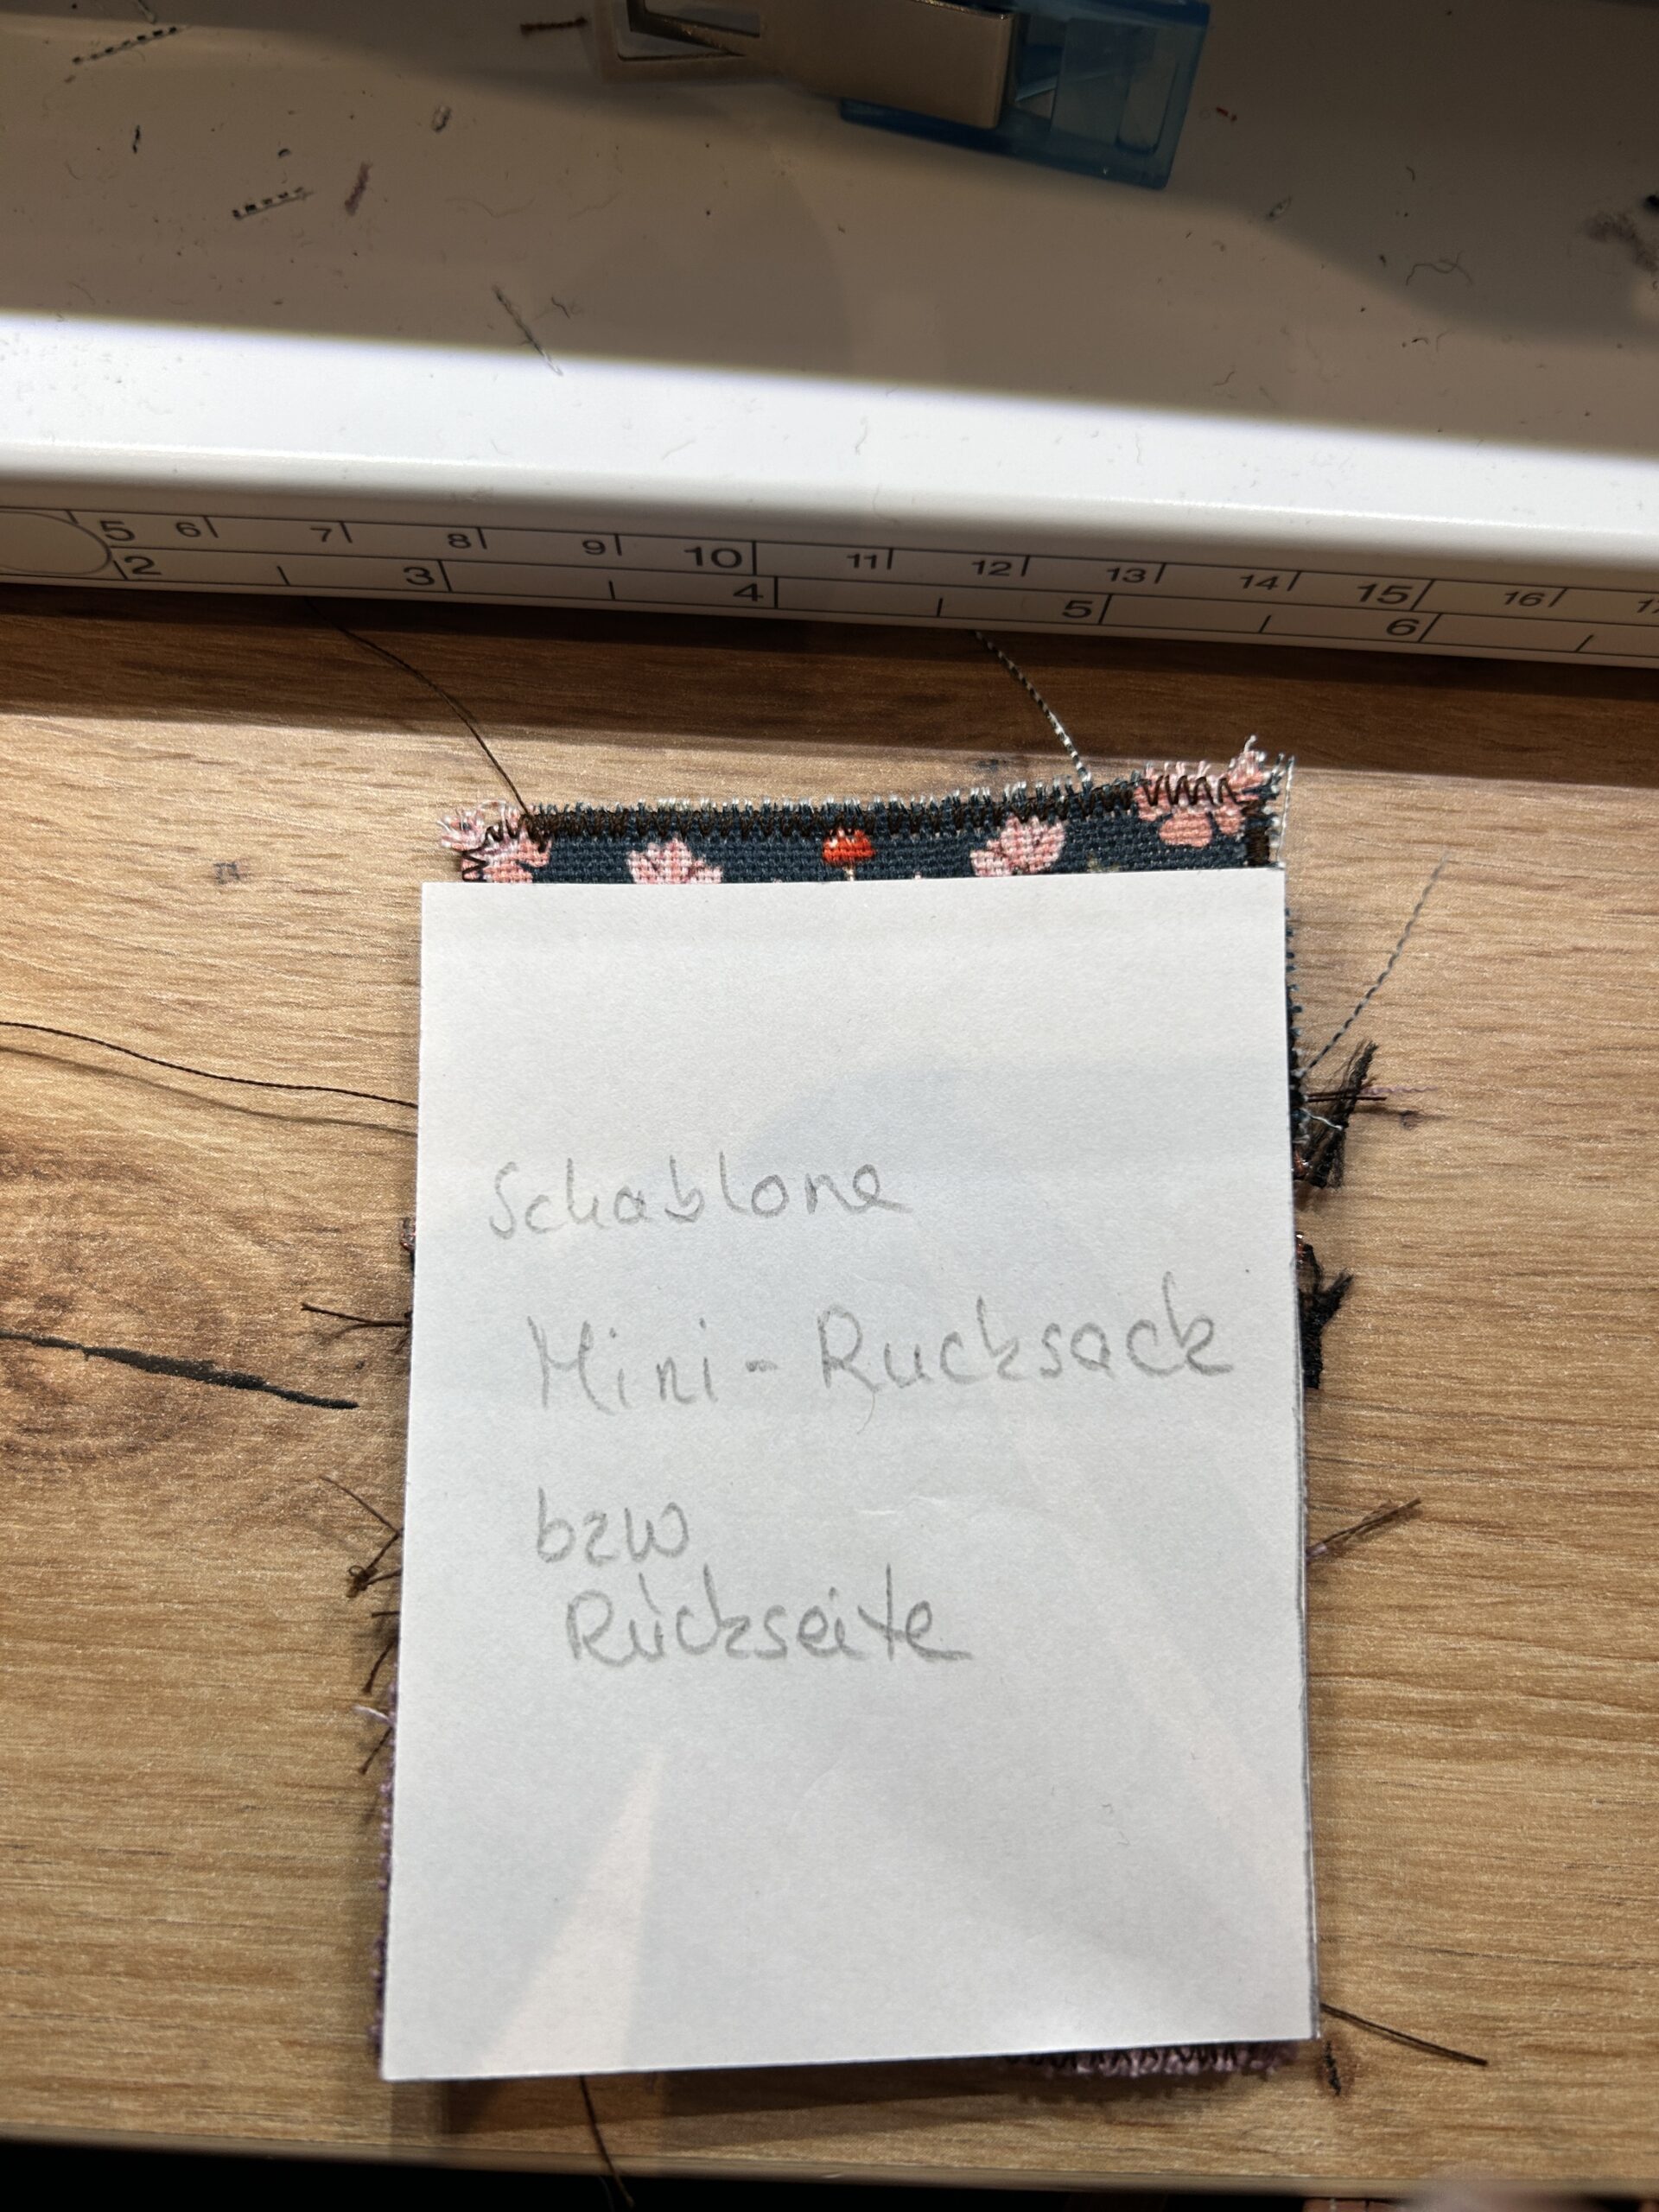 5 6 7 8 9 10 11 12 13 14 15 16
2 3 4 5 6
Schablone
Mini-Rucksack
bzw
Rückseite